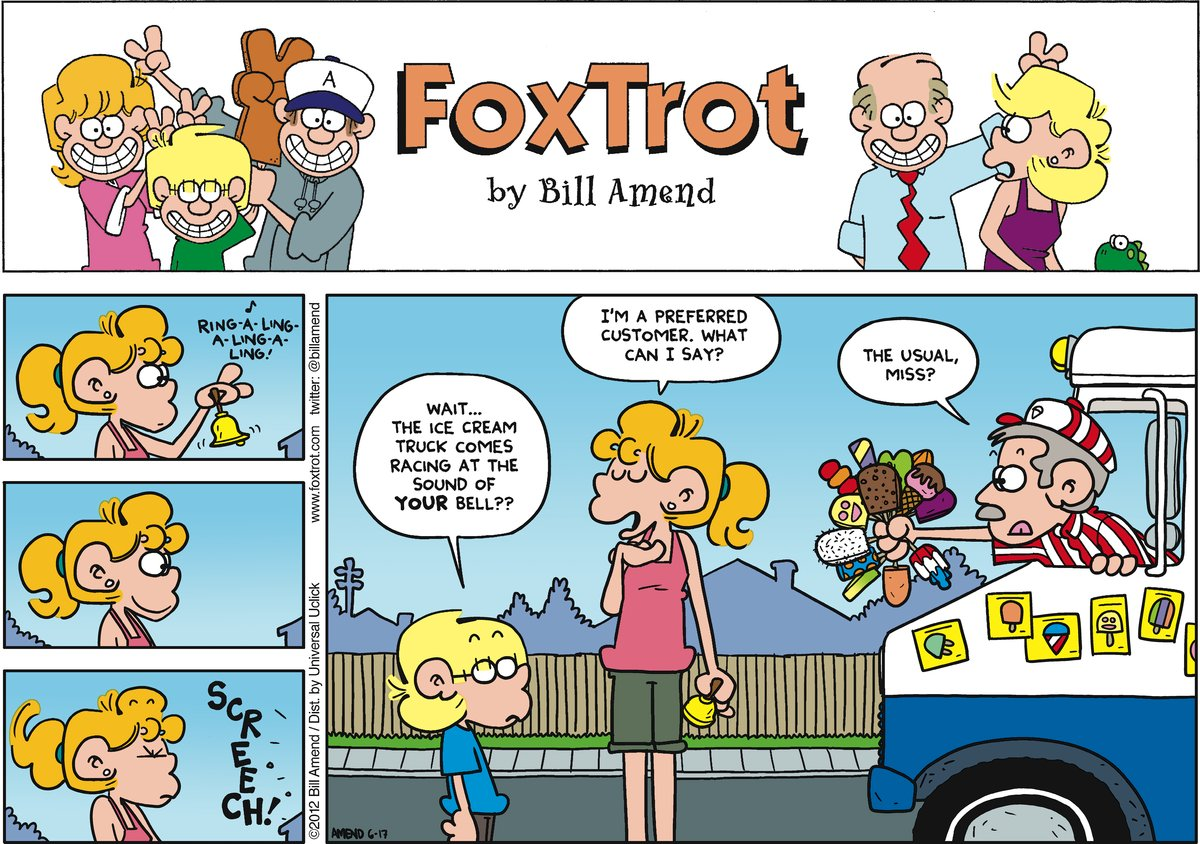 A
FOXTROT
by Bill Amend
RING-A-LING-
A-LING-A-
LING!
SCREECH!
www.foxtrot.com twitter: @billamend
©2012 Bill Amend / Dist. by Universal Uclick
WAIT...
THE ICE CREAM
TRUCK COMES
RACING AT THE
SOUND OF
YOUR BELL??
I'M A PREFERRED
CUSTOMER. WHAT
CAN I SAY?
THE USUAL,
MISS?
AMEND 6-17